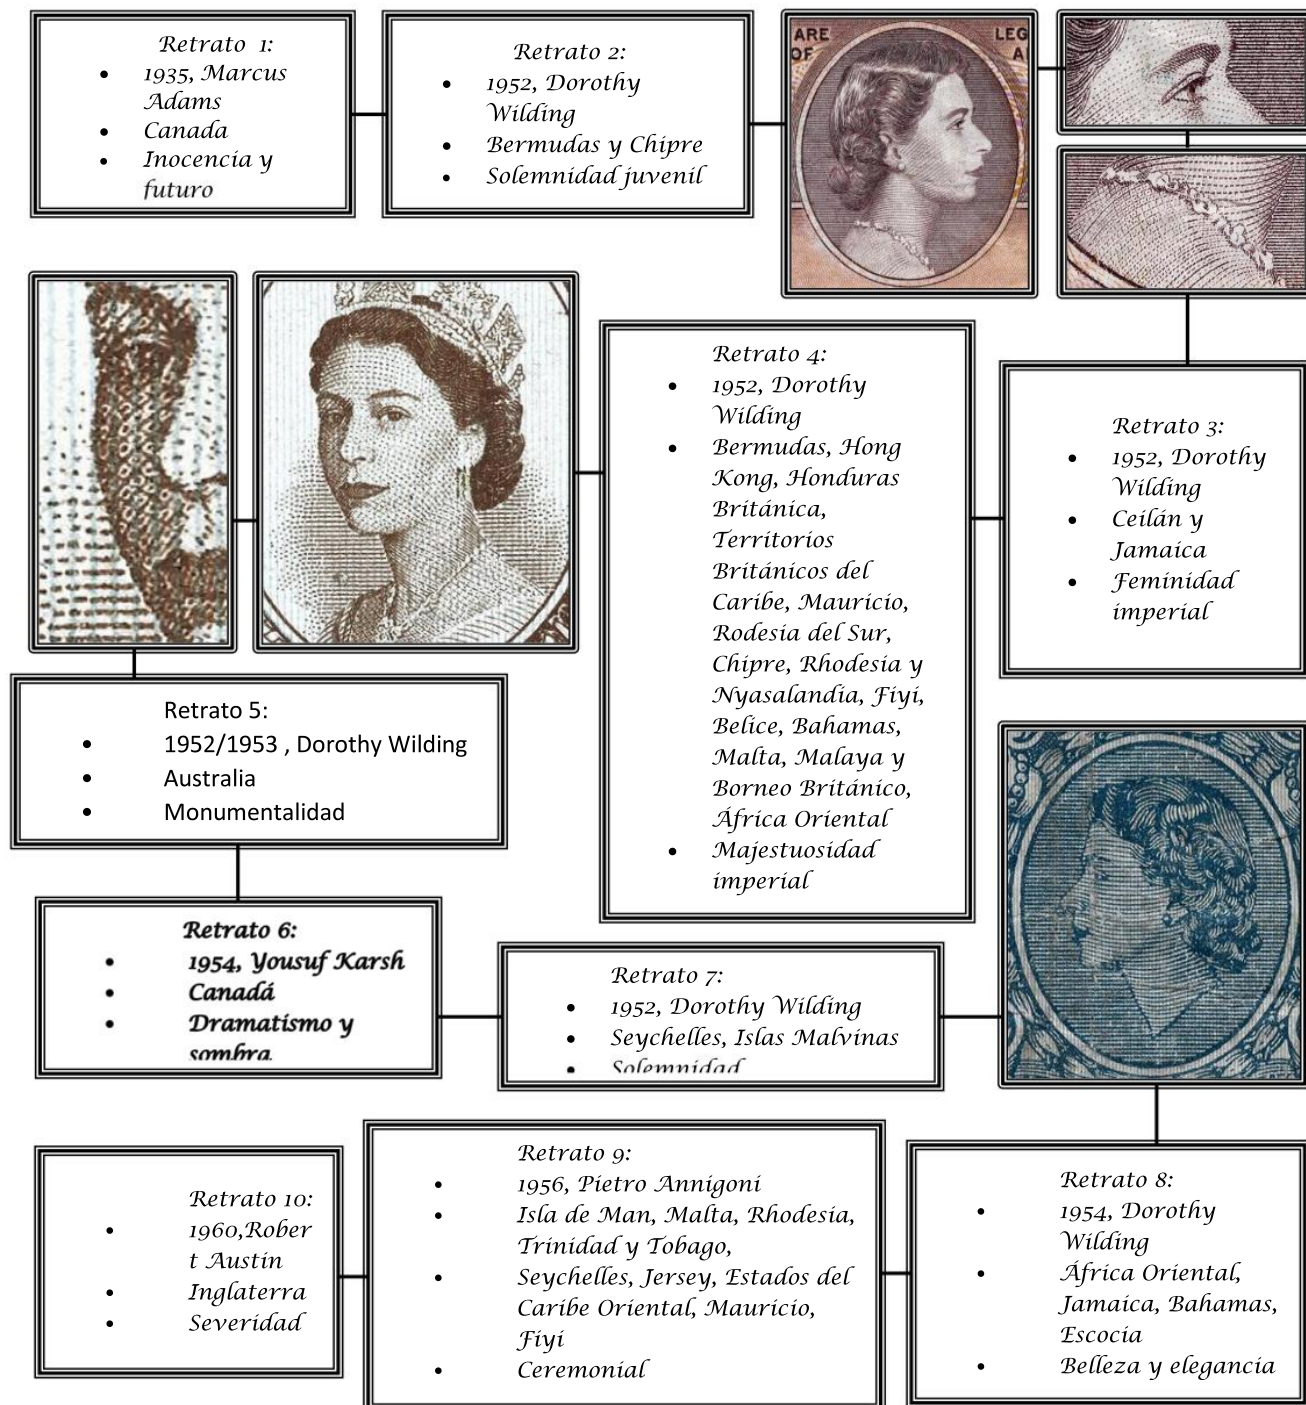 Retrato 1:
• 1935, Marcus
Adams
• Canada
• Inocencia y
futuro
Retrato 2:
• 1952, Dorothy
Wilding
• Bermudas y Chipre
• Solemnidad juvenil
ARE
OF
LEG
A
Retrato 3:
• 1952, Dorothy
Wilding
• Ceilán y
Jamaica
• Feminidad
imperial
Retrato 4:
• 1952, Dorothy
Wilding
• Bermudas, Hong
Kong, Honduras
Británica,
Territorios
Británicos del
Caribe, Mauricio,
Rodesia del Sur,
Chipre, Rhodesia y
Nyasalandia, Fiyi,
Belice, Bahamas,
Malta, Malaya y
Borneo Británico,
África Oriental
• Majestuosidad
imperial
Retrato 5:
• 1952/1953 , Dorothy Wilding
• Australia
• Monumentalidad
Retrato 6:
• 1954, Yousuf Karsh
• Canadá
• Dramatismo y
sombra
Retrato 7:
• 1952, Dorothy Wilding
• Seychelles, Islas Malvinas
• Solemnidad
Retrato 8:
• 1954, Dorothy
Wilding
• África Oriental,
Jamaica, Bahamas,
Escocia
• Belleza y elegancia
Retrato 9:
• 1956, Pietro Annigoni
• Isla de Man, Malta, Rhodesia,
Trinidad y Tobago,
• Seychelles, Jersey, Estados del
Caribe Oriental, Mauricio,
Fiyi
• Ceremonial
Retrato 10:
• 1960,Rober
t Austin
• Inglaterra
• Severidad